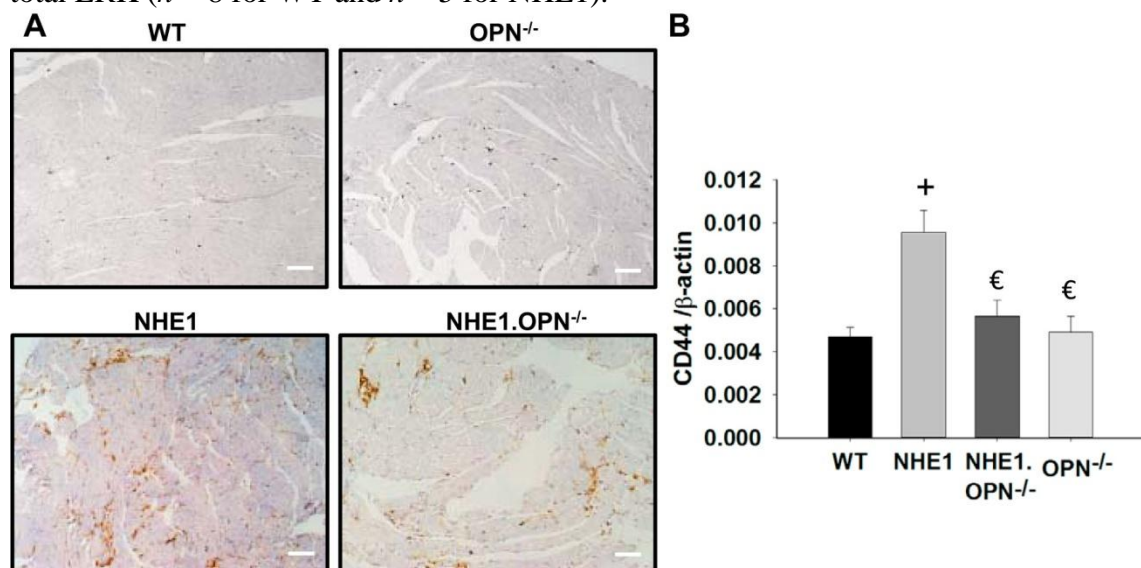 total ERK (n = 8 for WT and n = 5 for NHE1).
A
WT
OPN-/-
NHE1
NHE1.OPN-/-
B
CD44 /β-actin
0.012
0.010
0.008
0.006
0.004
0.002
0.000
+
€
€
WT
NHE1
NHE1.
OPN-/-
OPN-/-